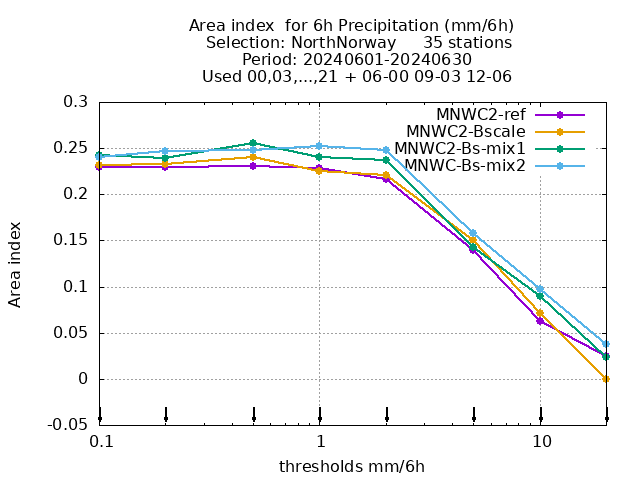 Area index  for 6h Precipitation (mm/6h)
Selection: NorthNorway     35 stations
Period: 20240601-20240630
Used 00,03,...,21 + 06-00 09-03 12-06
MNWC2-ref
MNWC2-Bscale
MNWC2-Bs-mix1
MNWC-Bs-mix2
0.3
0.25
0.2
0.15
0.1
0.05
0
-0.05
Area index
0.1 1 10
thresholds mm/6h